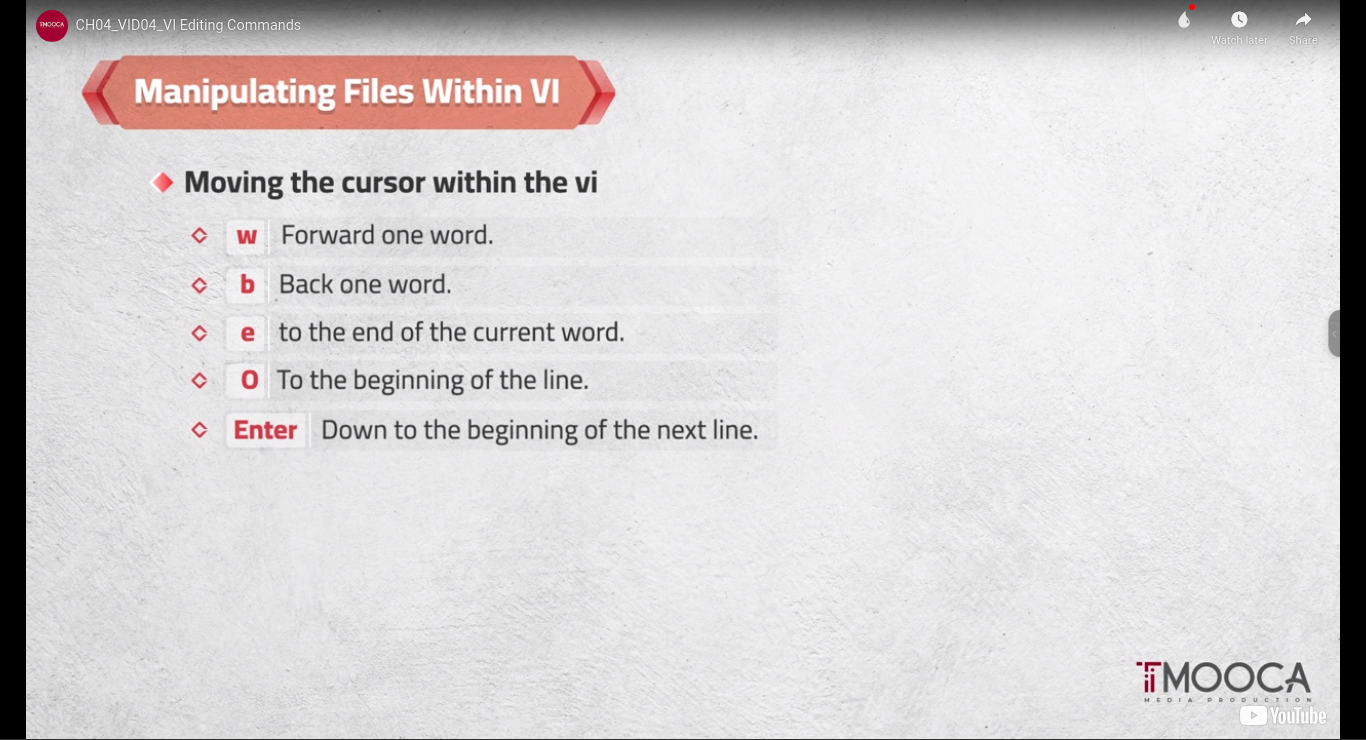 TMOOCA
CH04_VID04_VI Editing Commands
Watch later
Share
Manipulating Files Within VI
Moving the cursor within the vi
w Forward one word.
b Back one word.
e to the end of the current word.
0 To the beginning of the line.
Enter Down to the beginning of the next line.
TiMOOCA
MEDIA PRODUCTION
YouTube